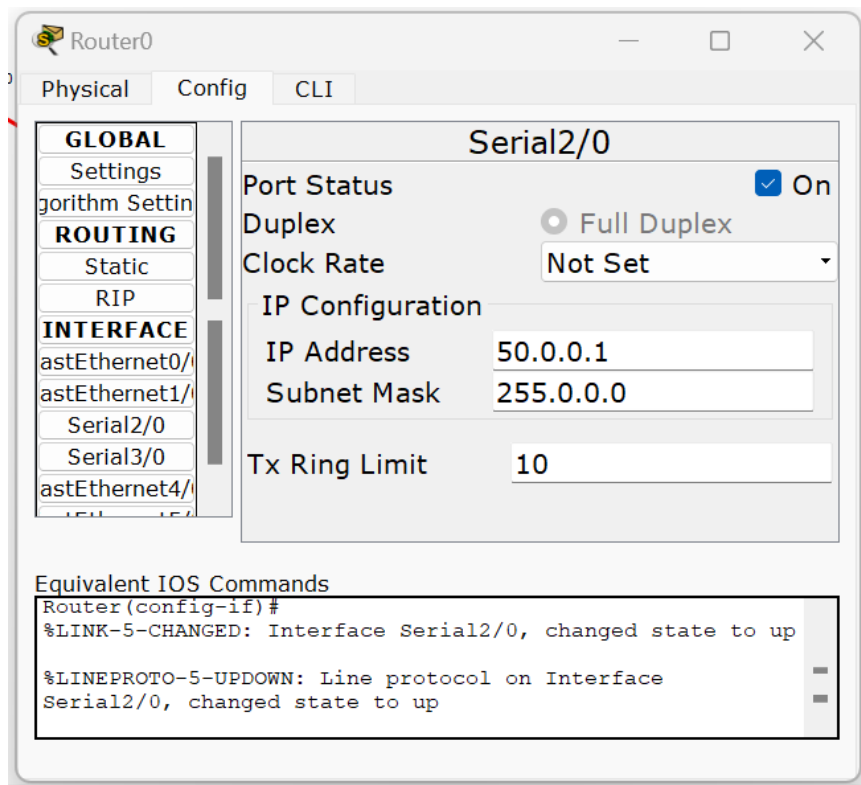 Router0
Physical Config CLI
GLOBAL
Settings
gorithm Settin
ROUTING
Static
RIP
INTERFACE
astEthernet0/
astEthernet1/
Serial2/0
Serial3/0
astEthernet4/
Serial2/0
Port Status On
Duplex Full Duplex
Clock Rate Not Set
IP Configuration
IP Address 50.0.0.1
Subnet Mask 255.0.0.0
Tx Ring Limit 10
Equivalent IOS Commands
Router(config-if)#
%LINK-5-CHANGED: Interface Serial2/0, changed state to up
%LINEPROTO-5-UPDOWN: Line protocol on Interface
Serial2/0, changed state to up